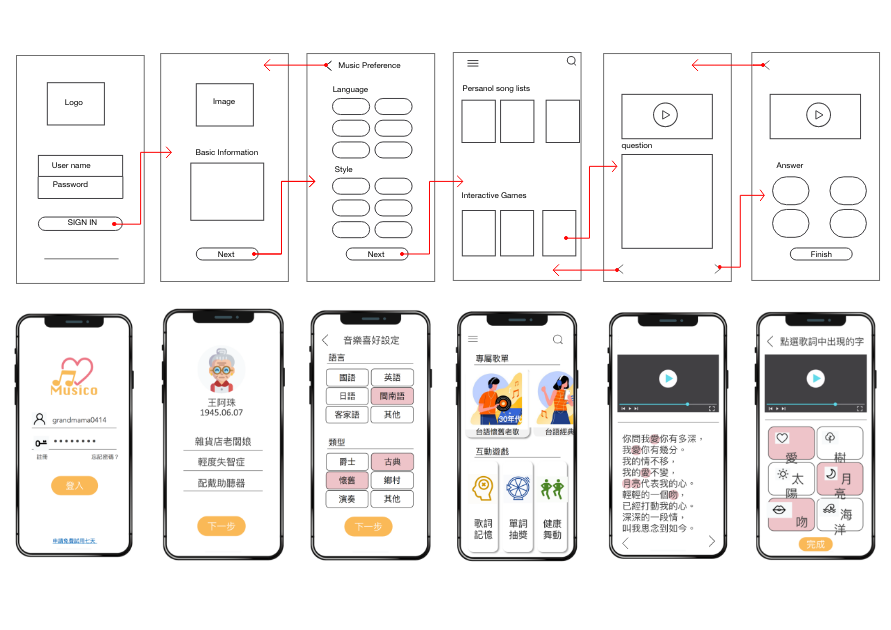 Logo
User name
Password
SIGN IN
Image
Basic Information
Next
Music Preference
Language
Style
Next
Persanol song lists
Interactive Games
question
Answer
Finish
Musico
grandmama0414
註冊
忘記密碼？
登入
申請免費試用七天
王阿珠
1945.06.07
雜貨店老闆娘
輕度失智症
配戴助聽器
下一步
音樂喜好設定
語言
國語
英語
日語
閩南語
客家語
其他
類型
爵士
古典
懷舊
鄉村
演奏
其他
下一步
專屬歌單
30年代
台語懷舊老歌
台語經典
互動遊戲
歌詞
記憶
單詞
抽獎
健康
舞動
你問我愛你有多深，
我愛你有幾分。
我的情不移，
我的愛不變，
月亮代表我的心。
輕輕的一個吻，
已經打動我的心。
深深的一段情，
叫我思念到如今。
點選歌詞中出現的字
愛
樹
太
陽
月
亮
吻
海
洋
完成